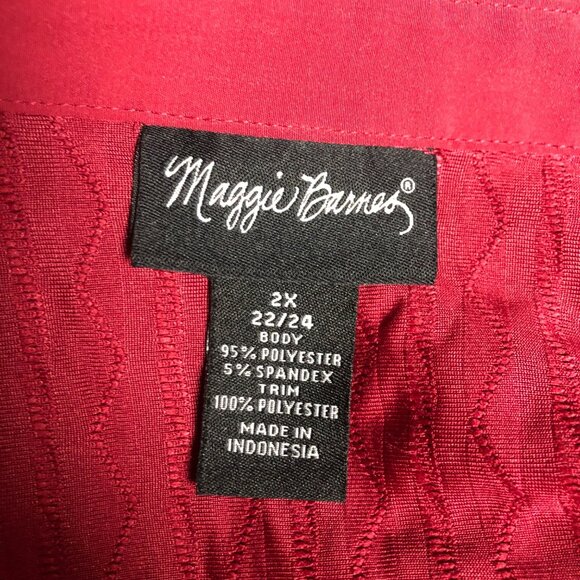 Maggie Barnes®
2X
22/24
BODY
95% POLYESTER
5% SPANDEX
TRIM
100% POLYESTER
MADE IN
INDONESIA